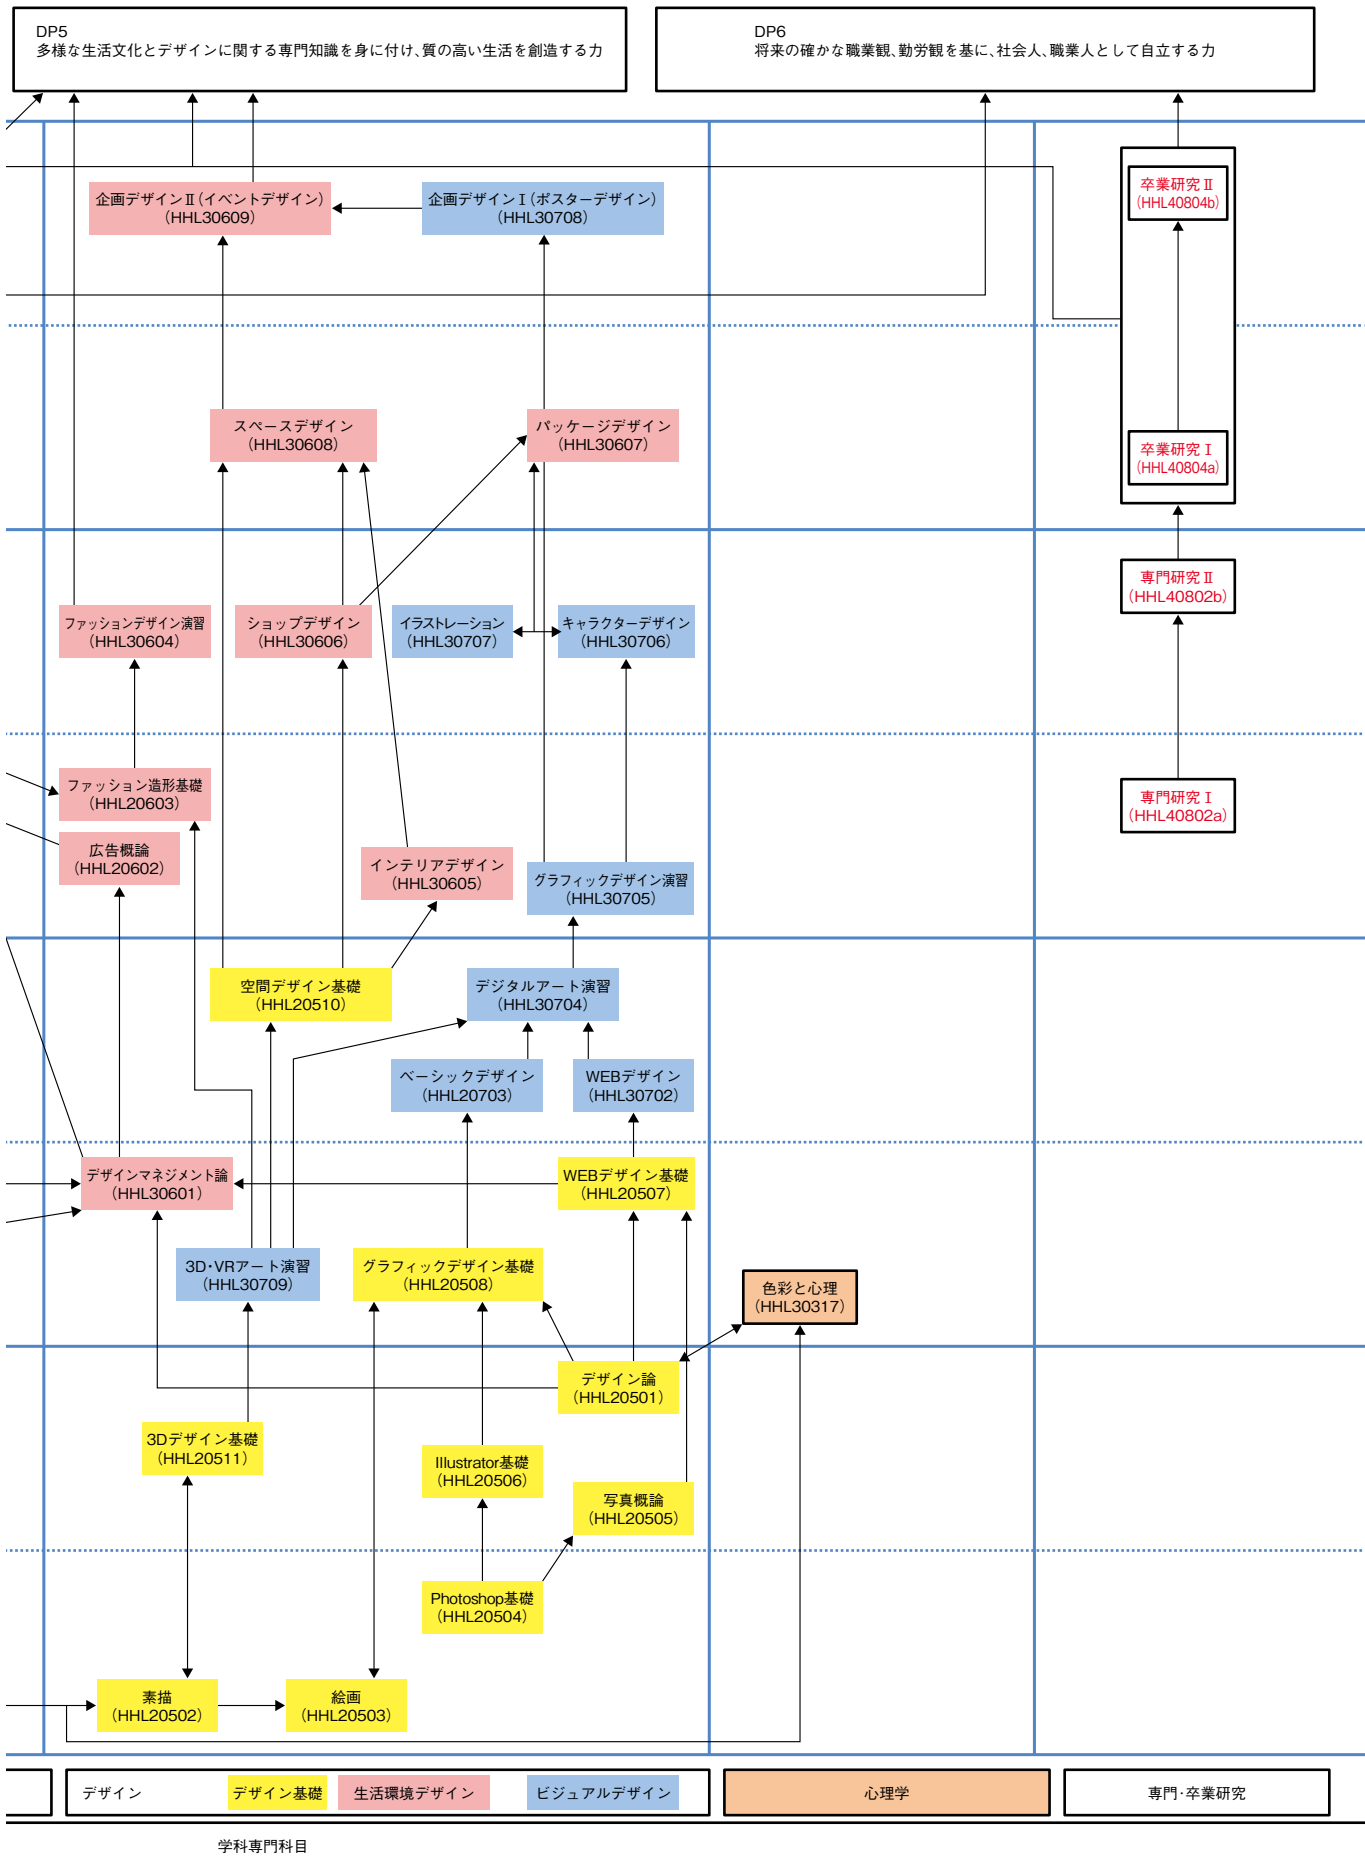 DP5
多様な生活文化とデザインに関する専門知識を身に付け、質の高い生活を創造する力
DP6
将来の確かな職業観、勤労観を基に、社会人、職業人として自立する力
企画デザインⅡ(イベントデザイン)
(HHL30609)
企画デザインⅠ(ポスターデザイン)
(HHL30708)
卒業研究Ⅱ
(HHL40804b)
スペースデザイン
(HHL30608)
パッケージデザイン
(HHL30607)
卒業研究Ⅰ
(HHL40804a)
専門研究Ⅱ
(HHL40802b)
ファッションデザイン演習
(HHL30604)
ショップデザイン
(HHL30606)
イラストレーション
(HHL30707)
キャラクターデザイン
(HHL30706)
ファッション造形基礎
(HHL20603)
専門研究Ⅰ
(HHL40802a)
広告概論
(HHL20602)
インテリアデザイン
(HHL30605)
グラフィックデザイン演習
(HHL30705)
空間デザイン基礎
(HHL20510)
デジタルアート演習
(HHL30704)
ベーシックデザイン
(HHL20703)
WEBデザイン
(HHL30702)
デザインマネジメント論
(HHL30601)
WEBデザイン基礎
(HHL20507)
3D・VRアート演習
(HHL30709)
グラフィックデザイン基礎
(HHL20508)
色彩と心理
(HHL30317)
デザイン論
(HHL20501)
3Dデザイン基礎
(HHL20511)
Illustrator基礎
(HHL20506)
写真概論
(HHL20505)
Photoshop基礎
(HHL20504)
素描
(HHL20502)
絵画
(HHL20503)
デザイン
デザイン基礎
生活環境デザイン
ビジュアルデザイン
心理学
専門・卒業研究
学科専門科目